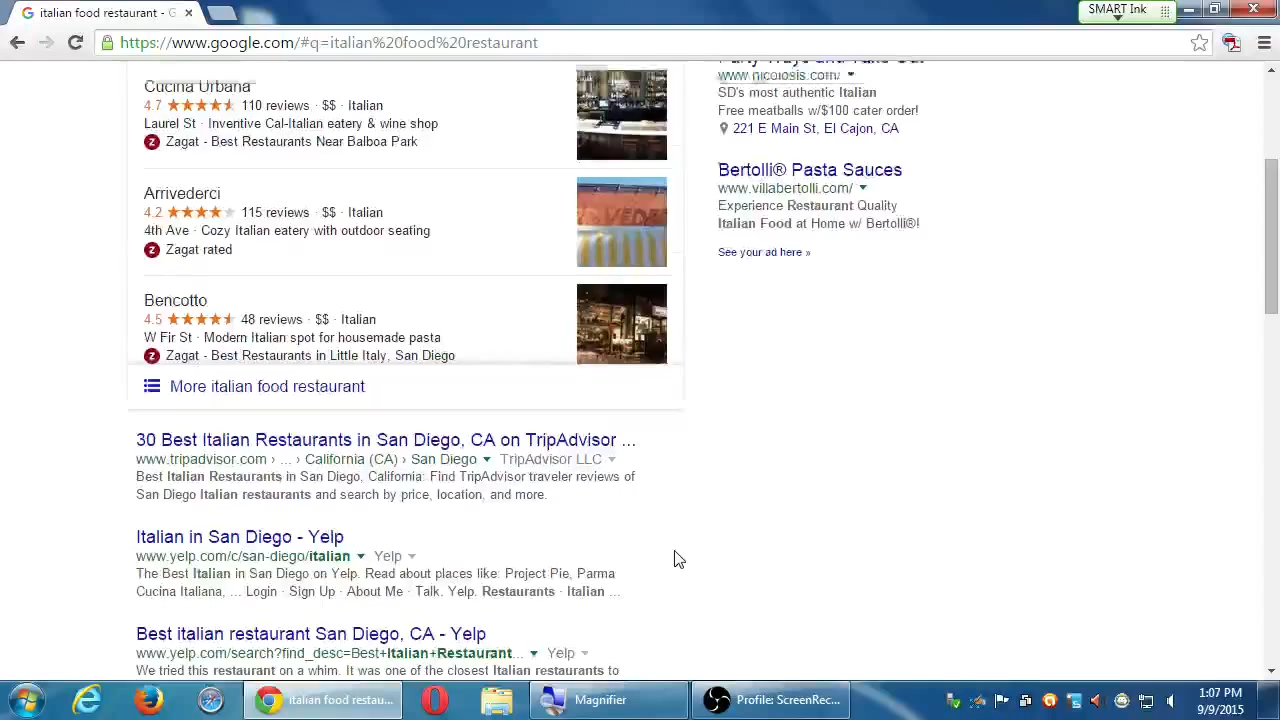 italian food restaurant - G
SMART Ink
https://www.google.com/#q=italian%20food%20restaurant
Cucina Urbana
4.7 110 reviews · $$ · Italian
Laurel St · Inventive Cal-Italian eatery & wine shop
Zagat - Best Restaurants Near Balboa Park
Arrivederci
4.2 115 reviews · $$ · Italian
4th Ave · Cozy Italian eatery with outdoor seating
Zagat rated
Bencotto
4.5 48 reviews · $$ · Italian
W Fir St · Modern Italian spot for housemade pasta
Zagat - Best Restaurants in Little Italy, San Diego
More italian food restaurant
30 Best Italian Restaurants in San Diego, CA on TripAdvisor ...
www.tripadvisor.com › ... › California (CA) › San Diego TripAdvisor LLC
Best Italian Restaurants in San Diego, California: Find TripAdvisor traveler reviews of
San Diego Italian restaurants and search by price, location, and more.
Italian in San Diego - Yelp
www.yelp.com/c/san-diego/italian Yelp
The Best Italian in San Diego on Yelp. Read about places like: Project Pie, Parma
Cucina Italiana, ... Login · Sign Up · About Me · Talk. Yelp. Restaurants · Italian ...
Best italian restaurant San Diego, CA - Yelp
www.yelp.com/search?find_desc=Best+Italian+Restaurant... Yelp
We tried this restaurant on a whim. It was one of the closest Italian restaurants to
www.nicolosis.com/
SD's most authentic Italian
Free meatballs w/$100 cater order!
221 E Main St, El Cajon, CA
Bertolli® Pasta Sauces
www.villabertolli.com/
Experience Restaurant Quality
Italian Food at Home w/ Bertolli®!
See your ad here »
italian food restau...
Magnifier
Profile: ScreenRec...
1:07 PM
9/9/2015